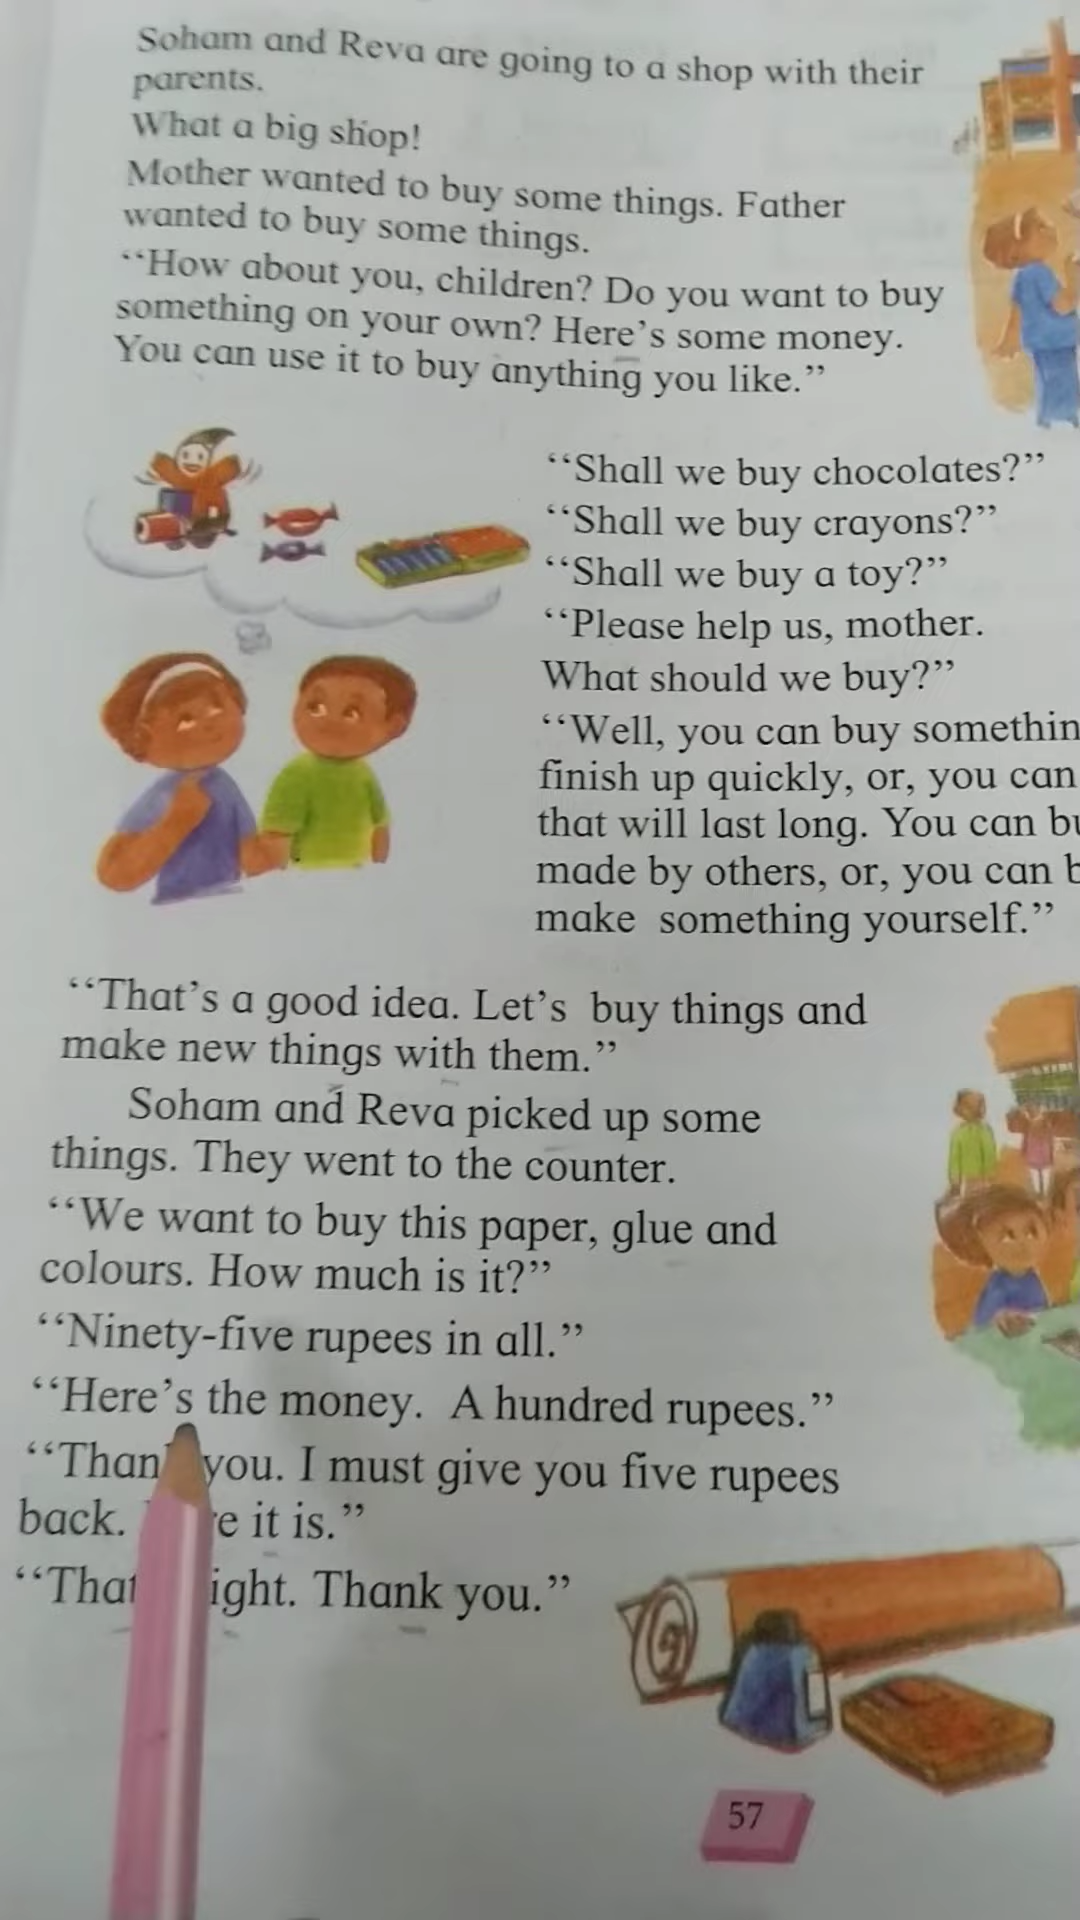 Soham and Reva are going to a shop with their
parents.
What a big shop!
Mother wanted to buy some things. Father
wanted to buy some things.
“How about you, children? Do you want to buy
something on your own? Here’s some money.
You can use it to buy anything you like.”
“Shall we buy chocolates?”
“Shall we buy crayons?”
“Shall we buy a toy?”
“Please help us, mother.
What should we buy?”
“Well, you can buy somethin
finish up quickly, or, you can
that will last long. You can bu
made by others, or, you can b
make something yourself.”
“That’s a good idea. Let’s buy things and
make new things with them.”
Soham and Reva picked up some
things. They went to the counter.
“We want to buy this paper, glue and
colours. How much is it?”
“Ninety-five rupees in all.”
“Here’s the money. A hundred rupees.”
“Than you. I must give you five rupees
back. e it is.”
“That ight. Thank you.”
57